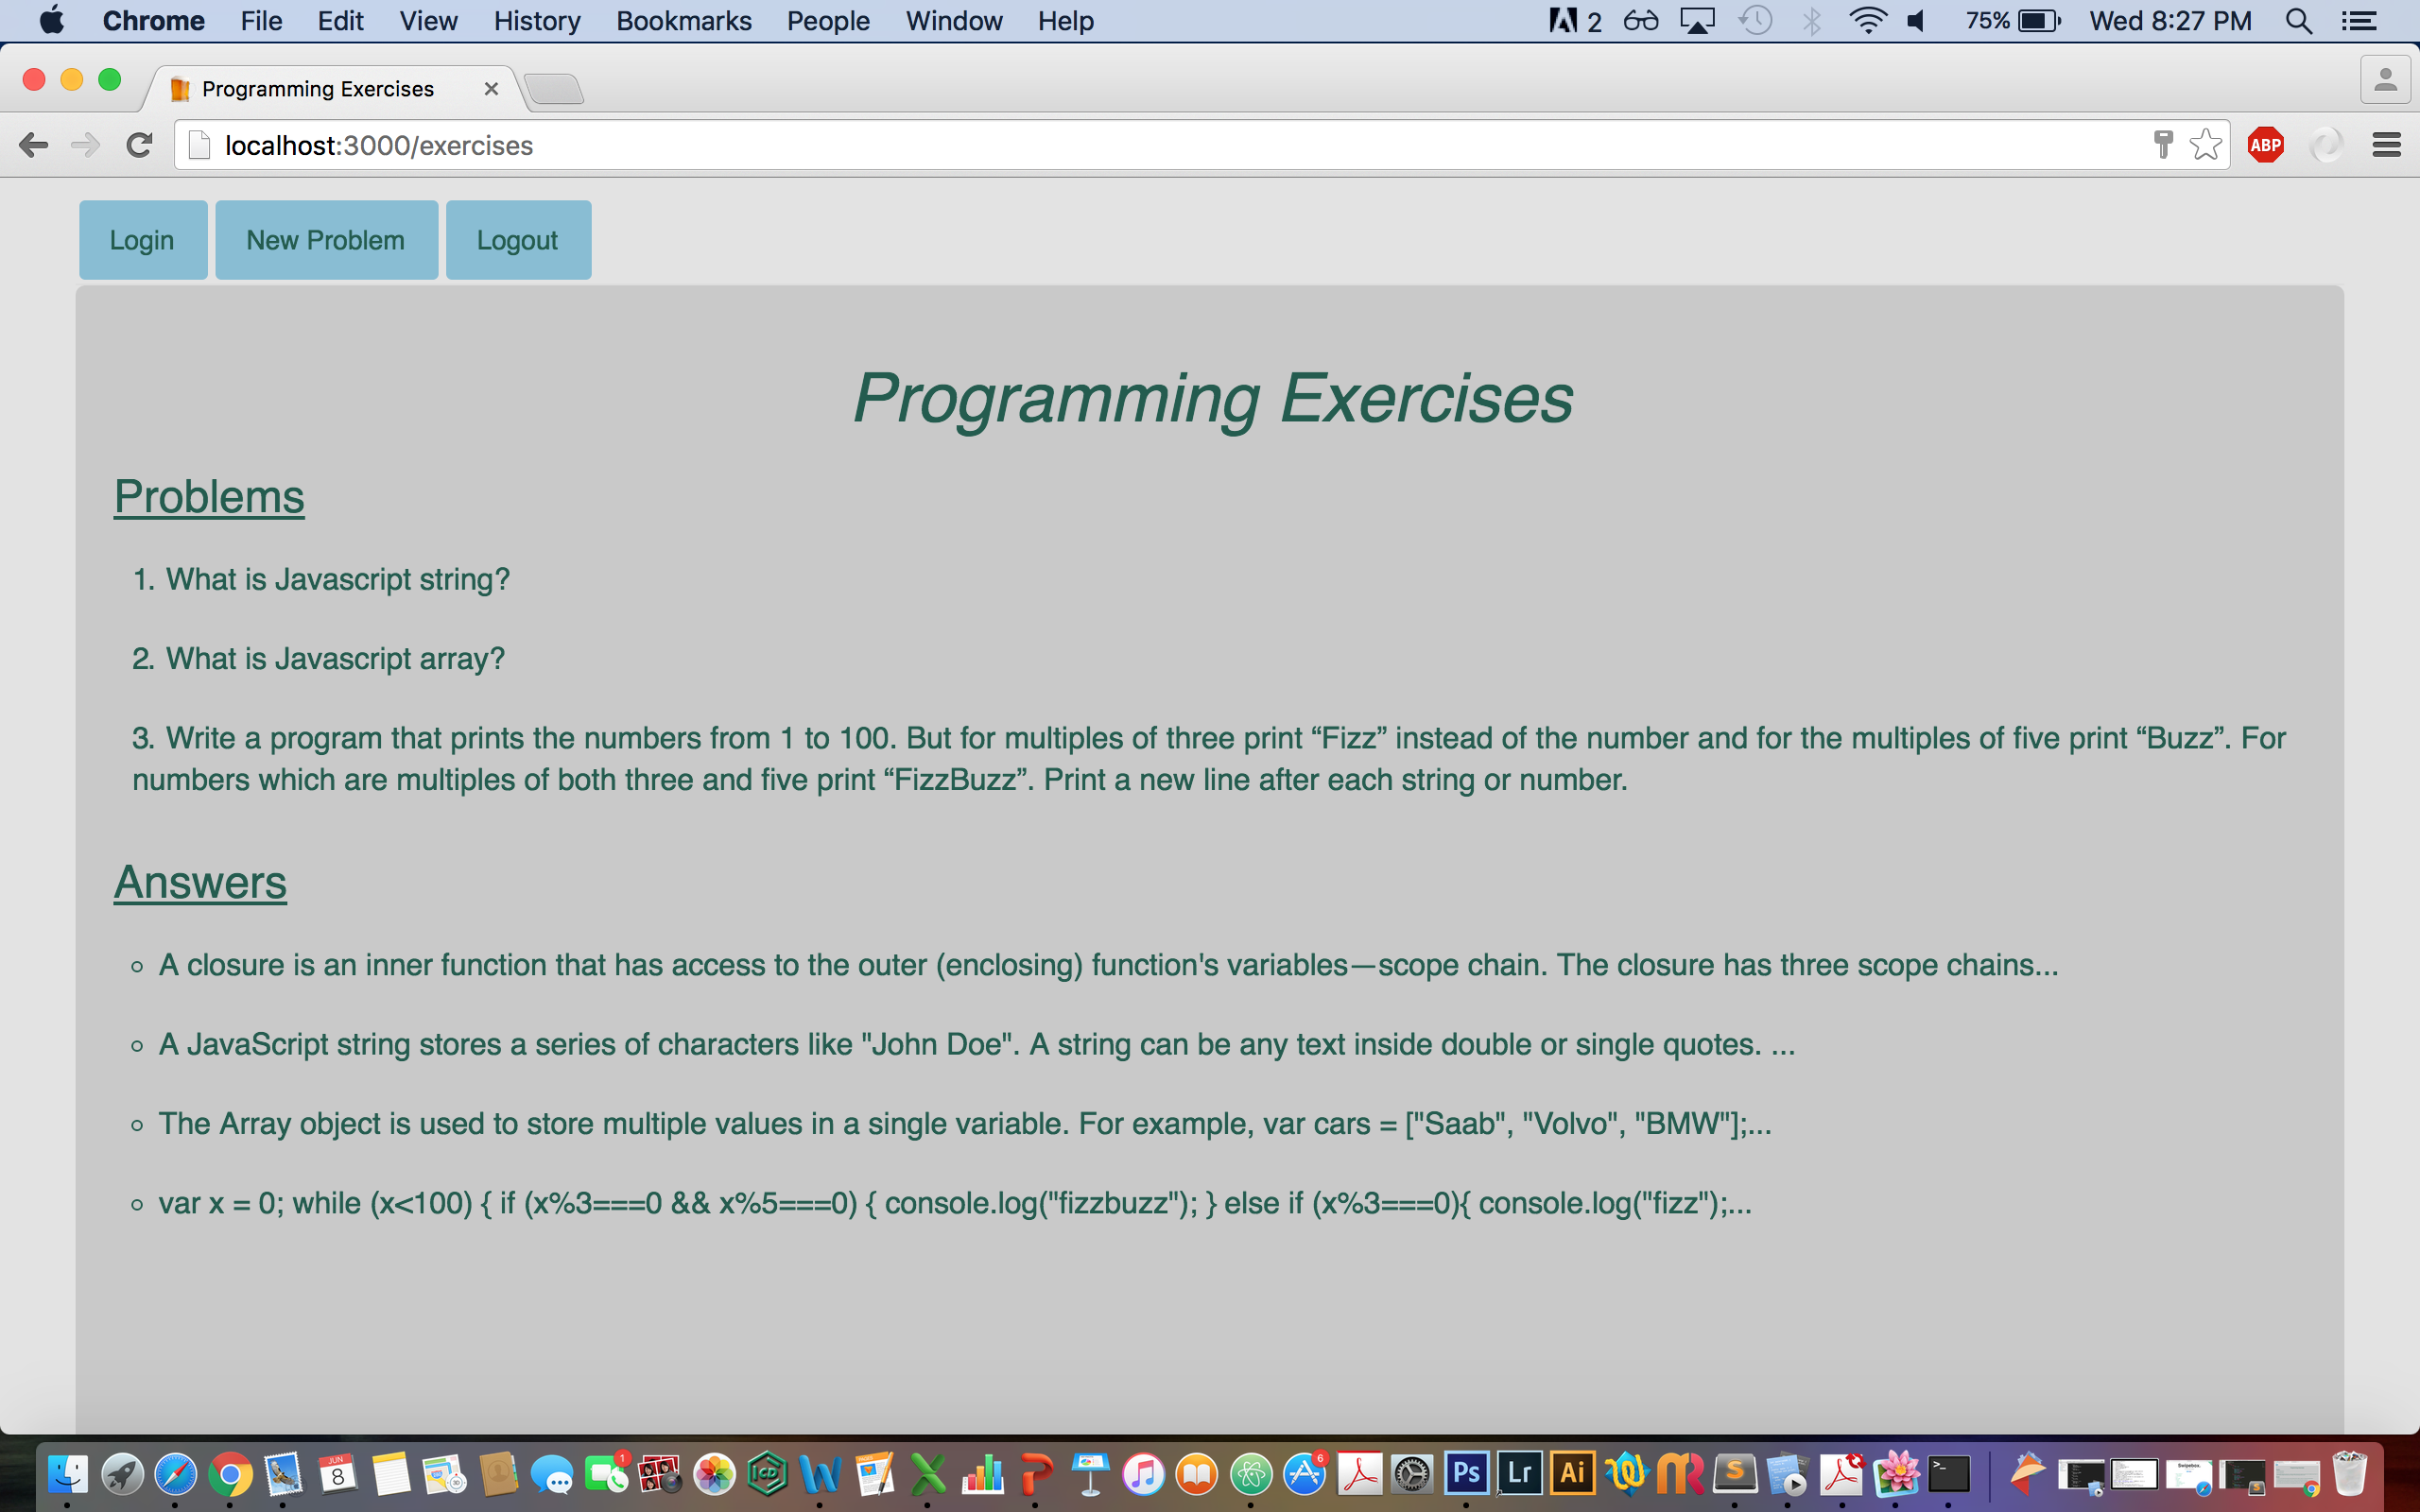 Chrome File Edit View History Bookmarks People Window Help 2 75% Wed 8:27 PM
Programming Exercises
localhost:3000/exercises ABP
Login New Problem Logout
Programming Exercises
Problems
1. What is Javascript string?
2. What is Javascript array?
3. Write a program that prints the numbers from 1 to 100. But for multiples of three print “Fizz” instead of the number and for the multiples of five print “Buzz”. For
numbers which are multiples of both three and five print “FizzBuzz”. Print a new line after each string or number.
Answers
A closure is an inner function that has access to the outer (enclosing) function's variables—scope chain. The closure has three scope chains...
A JavaScript string stores a series of characters like "John Doe". A string can be any text inside double or single quotes. ...
The Array object is used to store multiple values in a single variable. For example, var cars = ["Saab", "Volvo", "BMW"];...
var x = 0; while (x<100) { if (x%3===0 && x%5===0) { console.log("fizzbuzz"); } else if (x%3===0){ console.log("fizz");...
JUN
8 1 6 Ps Lr Ai